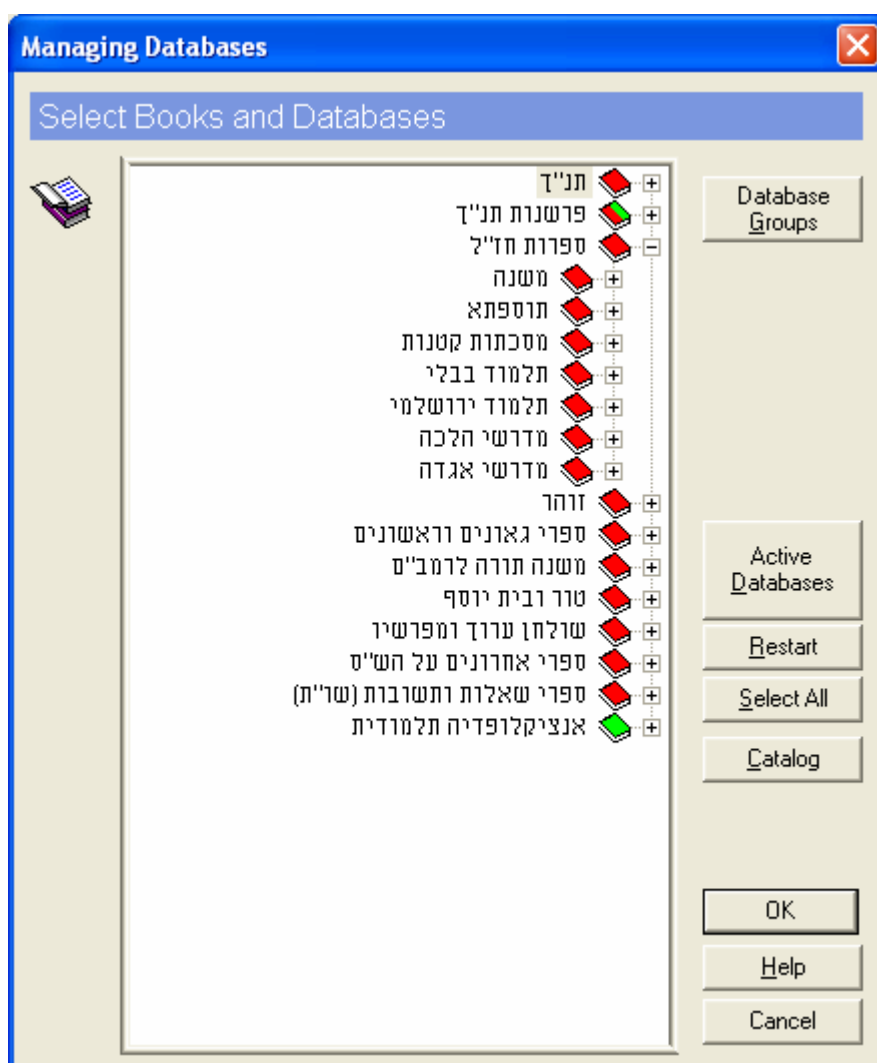 Managing Databases
Select Books and Databases
תנ"ך
פרשנות תנ"ך
ספרות חז"ל
משנה
תוספתא
מסכתות קטנות
תלמוד בבלי
תלמוד ירושלמי
מדרשי הלכה
מדרשי אגדה
זוהר
ספרי גאונים וראשונים
משנה תורה לרמב"ם
טור ובית יוסף
שולחן ערוך ומפרשיו
ספרי אחרונים על הש"ס
ספרי שאלות ותשובות (שו"ת)
אנציקלופדיה תלמודית
Database
Groups
Active
Databases
Restart
Select All
Catalog
OK
Help
Cancel